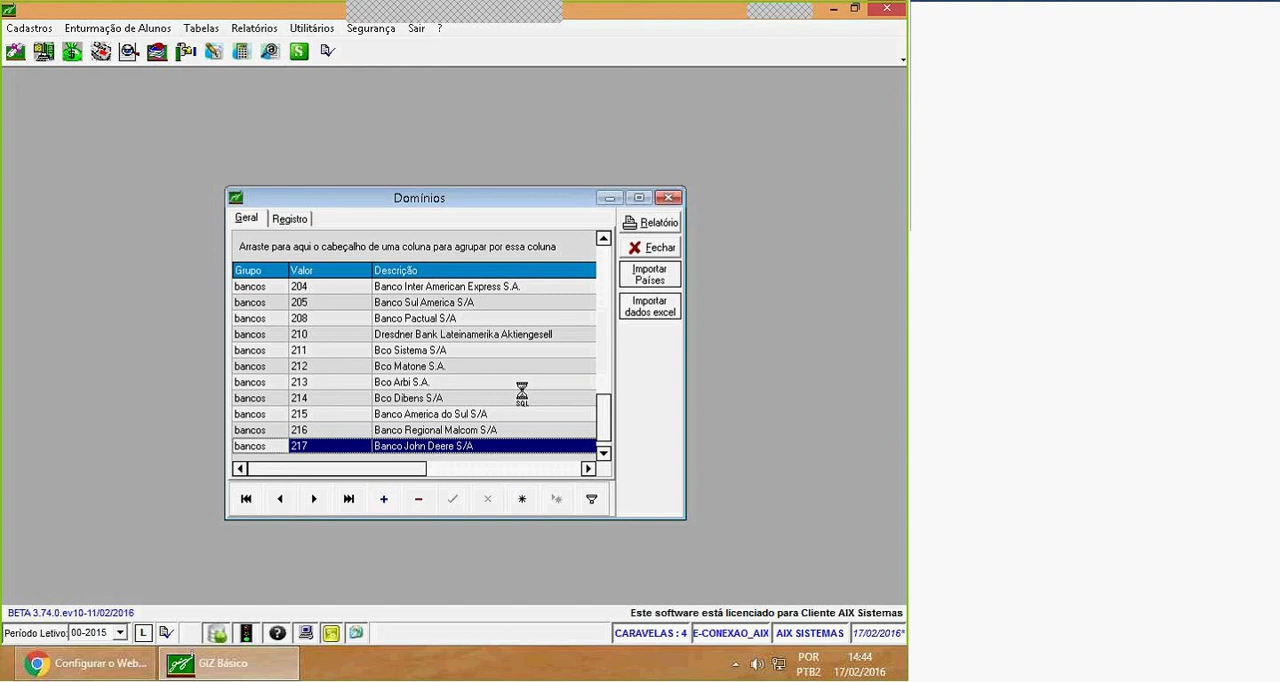 Cadastros Enturmação de Alunos Tabelas Relatórios Utilitários Segurança Sair ?
Domínios
Geral Registro
Relatório
Fechar
Importar
Países
Importar
dados excel
Arraste para aqui o cabeçalho de uma coluna para agrupar por essa coluna
Grupo Valor Descrição
bancos 204 Banco Inter American Express S.A.
bancos 205 Banco Sul America S/A
bancos 208 Banco Pactual S/A
bancos 210 Dresdner Bank Lateinamerika Aktiengesell
bancos 211 Bco Sistema S/A
bancos 212 Bco Matone S.A.
bancos 213 Bco Arbi S.A.
bancos 214 Bco Dibens S/A
bancos 215 Banco America do Sul S/A
bancos 216 Banco Regional Malcom S/A
bancos 217 Banco John Deere S/A
SQL
BETA 3.74.0.ev10-11/02/2016
Este software está licenciado para Cliente AIX Sistemas
Período Letivo: 00-2015 L
CARAVELAS : 4 E-CONEXAO_AIX AIX SISTEMAS 17/02/2016*
Configurar o Web... GIZ Básico
POR 14:44
PTB2 17/02/2016